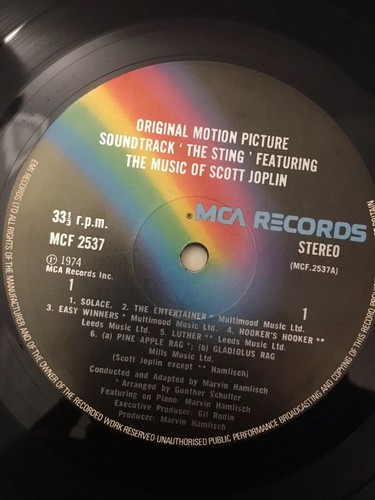 ORIGINAL MOTION PICTURE
SOUNDTRACK 'THE STING' FEATURING
THE MUSIC OF SCOTT JOPLIN
33⅓ r.p.m.
MCF 2537
® MCA RECORDS
STEREO
(MCF.2537A)
℗ 1974
MCA Records Inc.
1
1
1. SOLACE. 2. THE ENTERTAINER* Multimood Music Ltd.
3. EASY WINNERS* Multimood Music Ltd. 4. HOOKER'S HOOKER**
Leeds Music Ltd. 5. LUTHER** Leeds Music Ltd.
6. (a) PINE APPLE RAG*; (b) GLADIOLUS RAG
Mills Music Ltd.
(Scott Joplin except ** Hamlisch)
Conducted and Adapted by Marvin Hamlisch
* Arranged by Gunther Schuller
Featuring on Piano: Marvin Hamlisch
Executive Producer: Gil Rodin
Producer: Marvin Hamlisch
EMI RECORDS LTD ALL RIGHTS OF THE MANUFACTURER AND OF THE OWNER OF THE RECORDED WORK RESERVED UNAUTHORISED PUBLIC PERFORMANCE BROADCASTING AND COPYING OF THIS RECORD